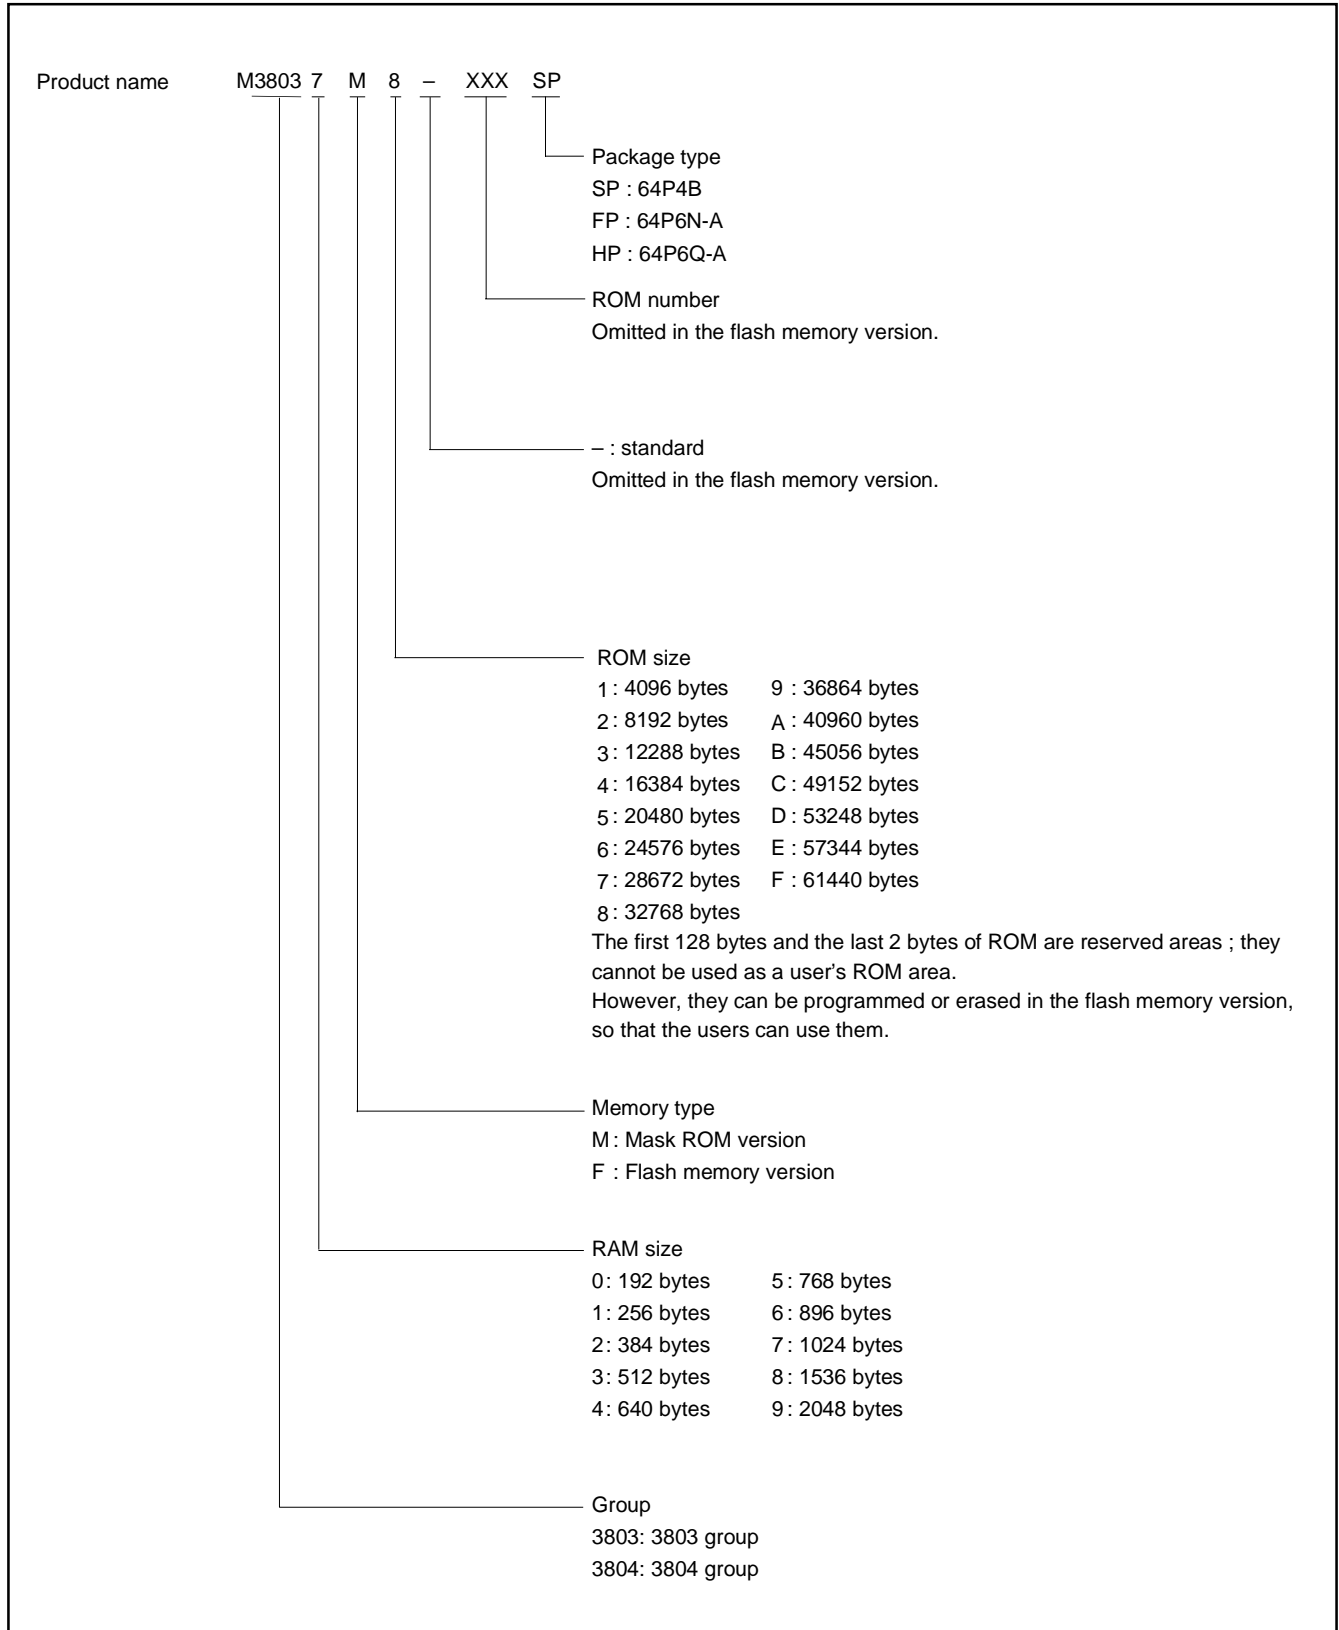 Product name M3803 7 M 8 – XXX SP
Package type
SP : 64P4B
FP : 64P6N-A
HP : 64P6Q-A
ROM number
Omitted in the flash memory version.
– : standard
Omitted in the flash memory version.
ROM size
1 : 4096 bytes 9 : 36864 bytes
2 : 8192 bytes A : 40960 bytes
3 : 12288 bytes B : 45056 bytes
4 : 16384 bytes C : 49152 bytes
5 : 20480 bytes D : 53248 bytes
6 : 24576 bytes E : 57344 bytes
7 : 28672 bytes F : 61440 bytes
8 : 32768 bytes
The first 128 bytes and the last 2 bytes of ROM are reserved areas ; they
cannot be used as a user’s ROM area.
However, they can be programmed or erased in the flash memory version,
so that the users can use them.
Memory type
M : Mask ROM version
F : Flash memory version
RAM size
0 : 192 bytes 5 : 768 bytes
1 : 256 bytes 6 : 896 bytes
2 : 384 bytes 7 : 1024 bytes
3 : 512 bytes 8 : 1536 bytes
4 : 640 bytes 9 : 2048 bytes
Group
3803: 3803 group
3804: 3804 group